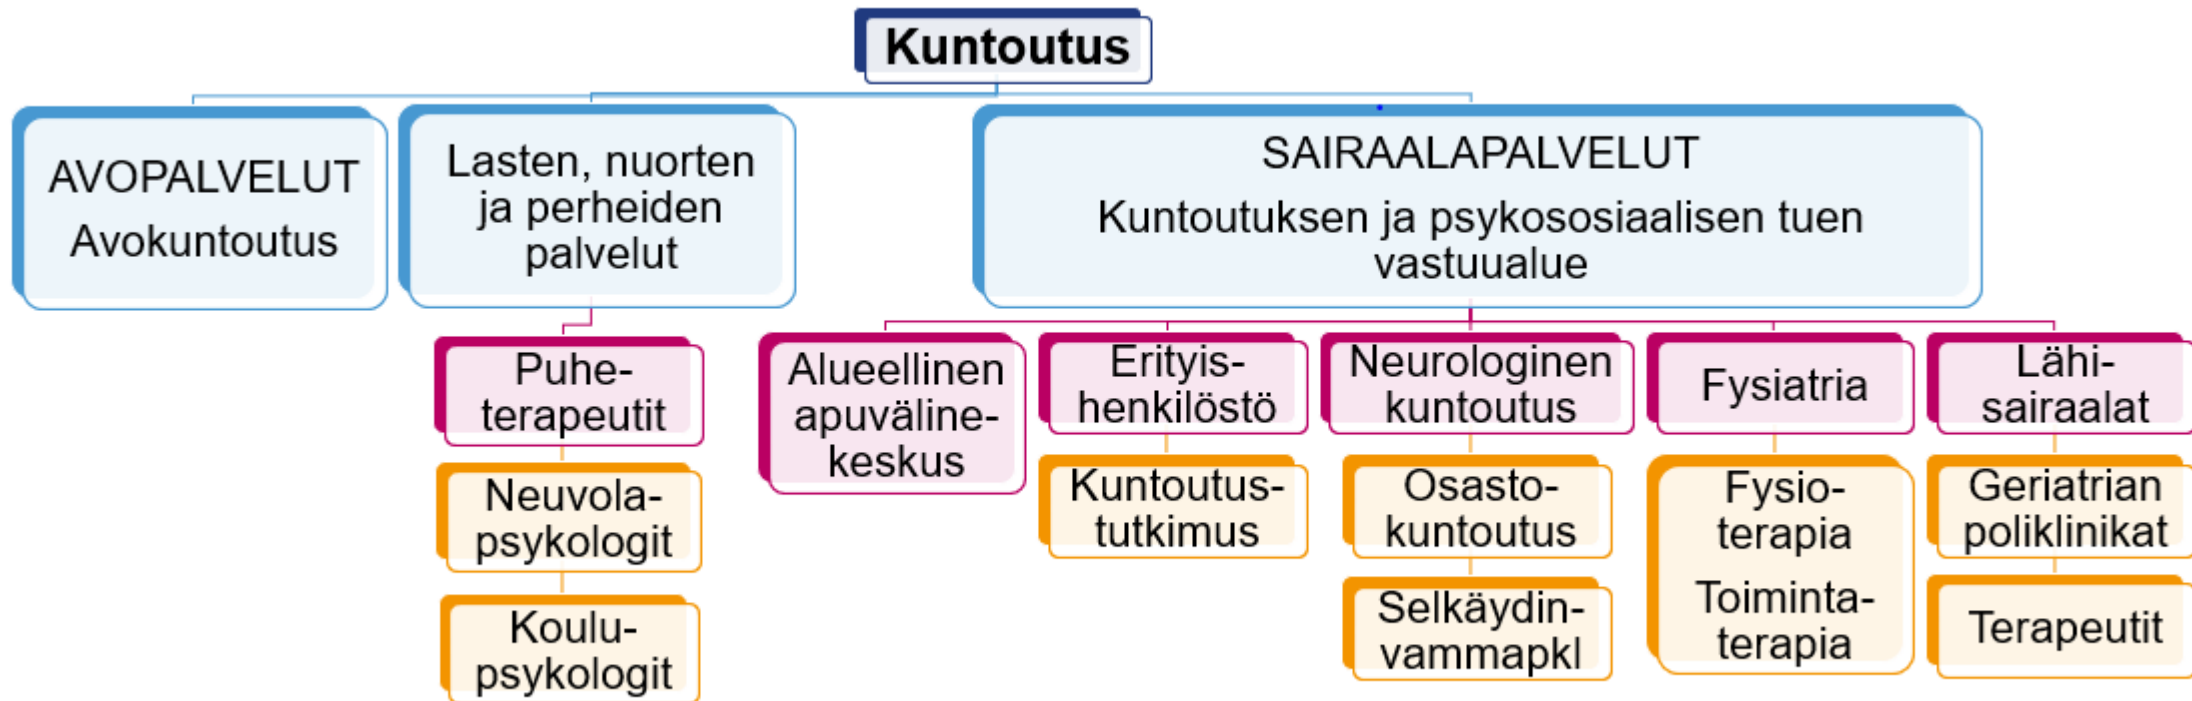 Kuntoutus
AVOPALVELUT
Avokuntoutus
Lasten, nuorten
ja perheiden
palvelut
SAIRAALAPALVELUT
Kuntoutuksen ja psykososiaalisen tuen
vastuualue
Puhe-
terapeutit
Neuvola-
psykologit
Koulu-
psykologit
Alueellinen
apuväline-
keskus
Erityis-
henkilöstö
Kuntoutus-
tutkimus
Neurologinen
kuntoutus
Osasto-
kuntoutus
Selkäydin-
vammapkl
Fysiatria
Fysio-
terapia
Toiminta-
terapia
Lähi-
sairaalat
Geriatrian
poliklinikat
Terapeutit